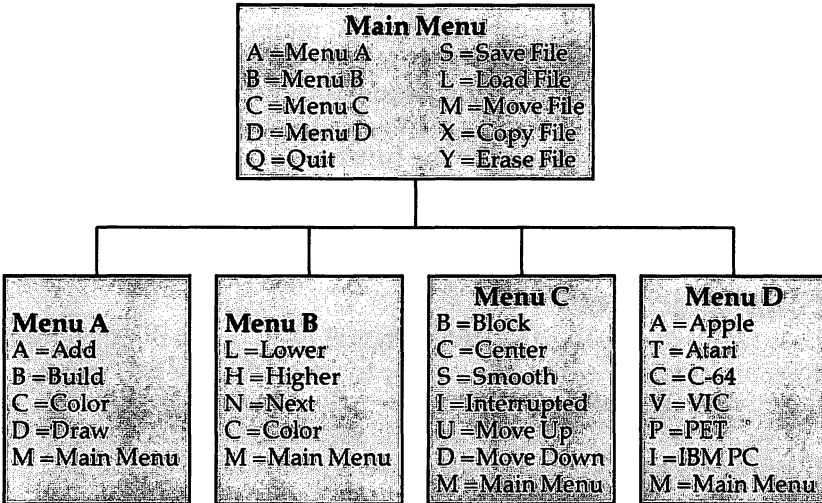 Main Menu
A =Menu A
B =Menu B
C =Menu C
D =Menu D
Q =Quit
S =Save File
L =Load File
M =Move File
X =Copy File
Y =Erase File
Menu A
A =Add
B =Build
C =Color
D =Draw
M =Main Menu
Menu B
L =Lower
H =Higher
N =Next
C =Color
M =Main Menu
Menu C
B =Block
C =Center
S =Smooth
I =Interrupted
U =Move Up
D =Move Down
M =Main Menu
Menu D
A =Apple
T =Atari
C =C-64
V =VIC
P =PET
I =IBM PC
M =Main Menu